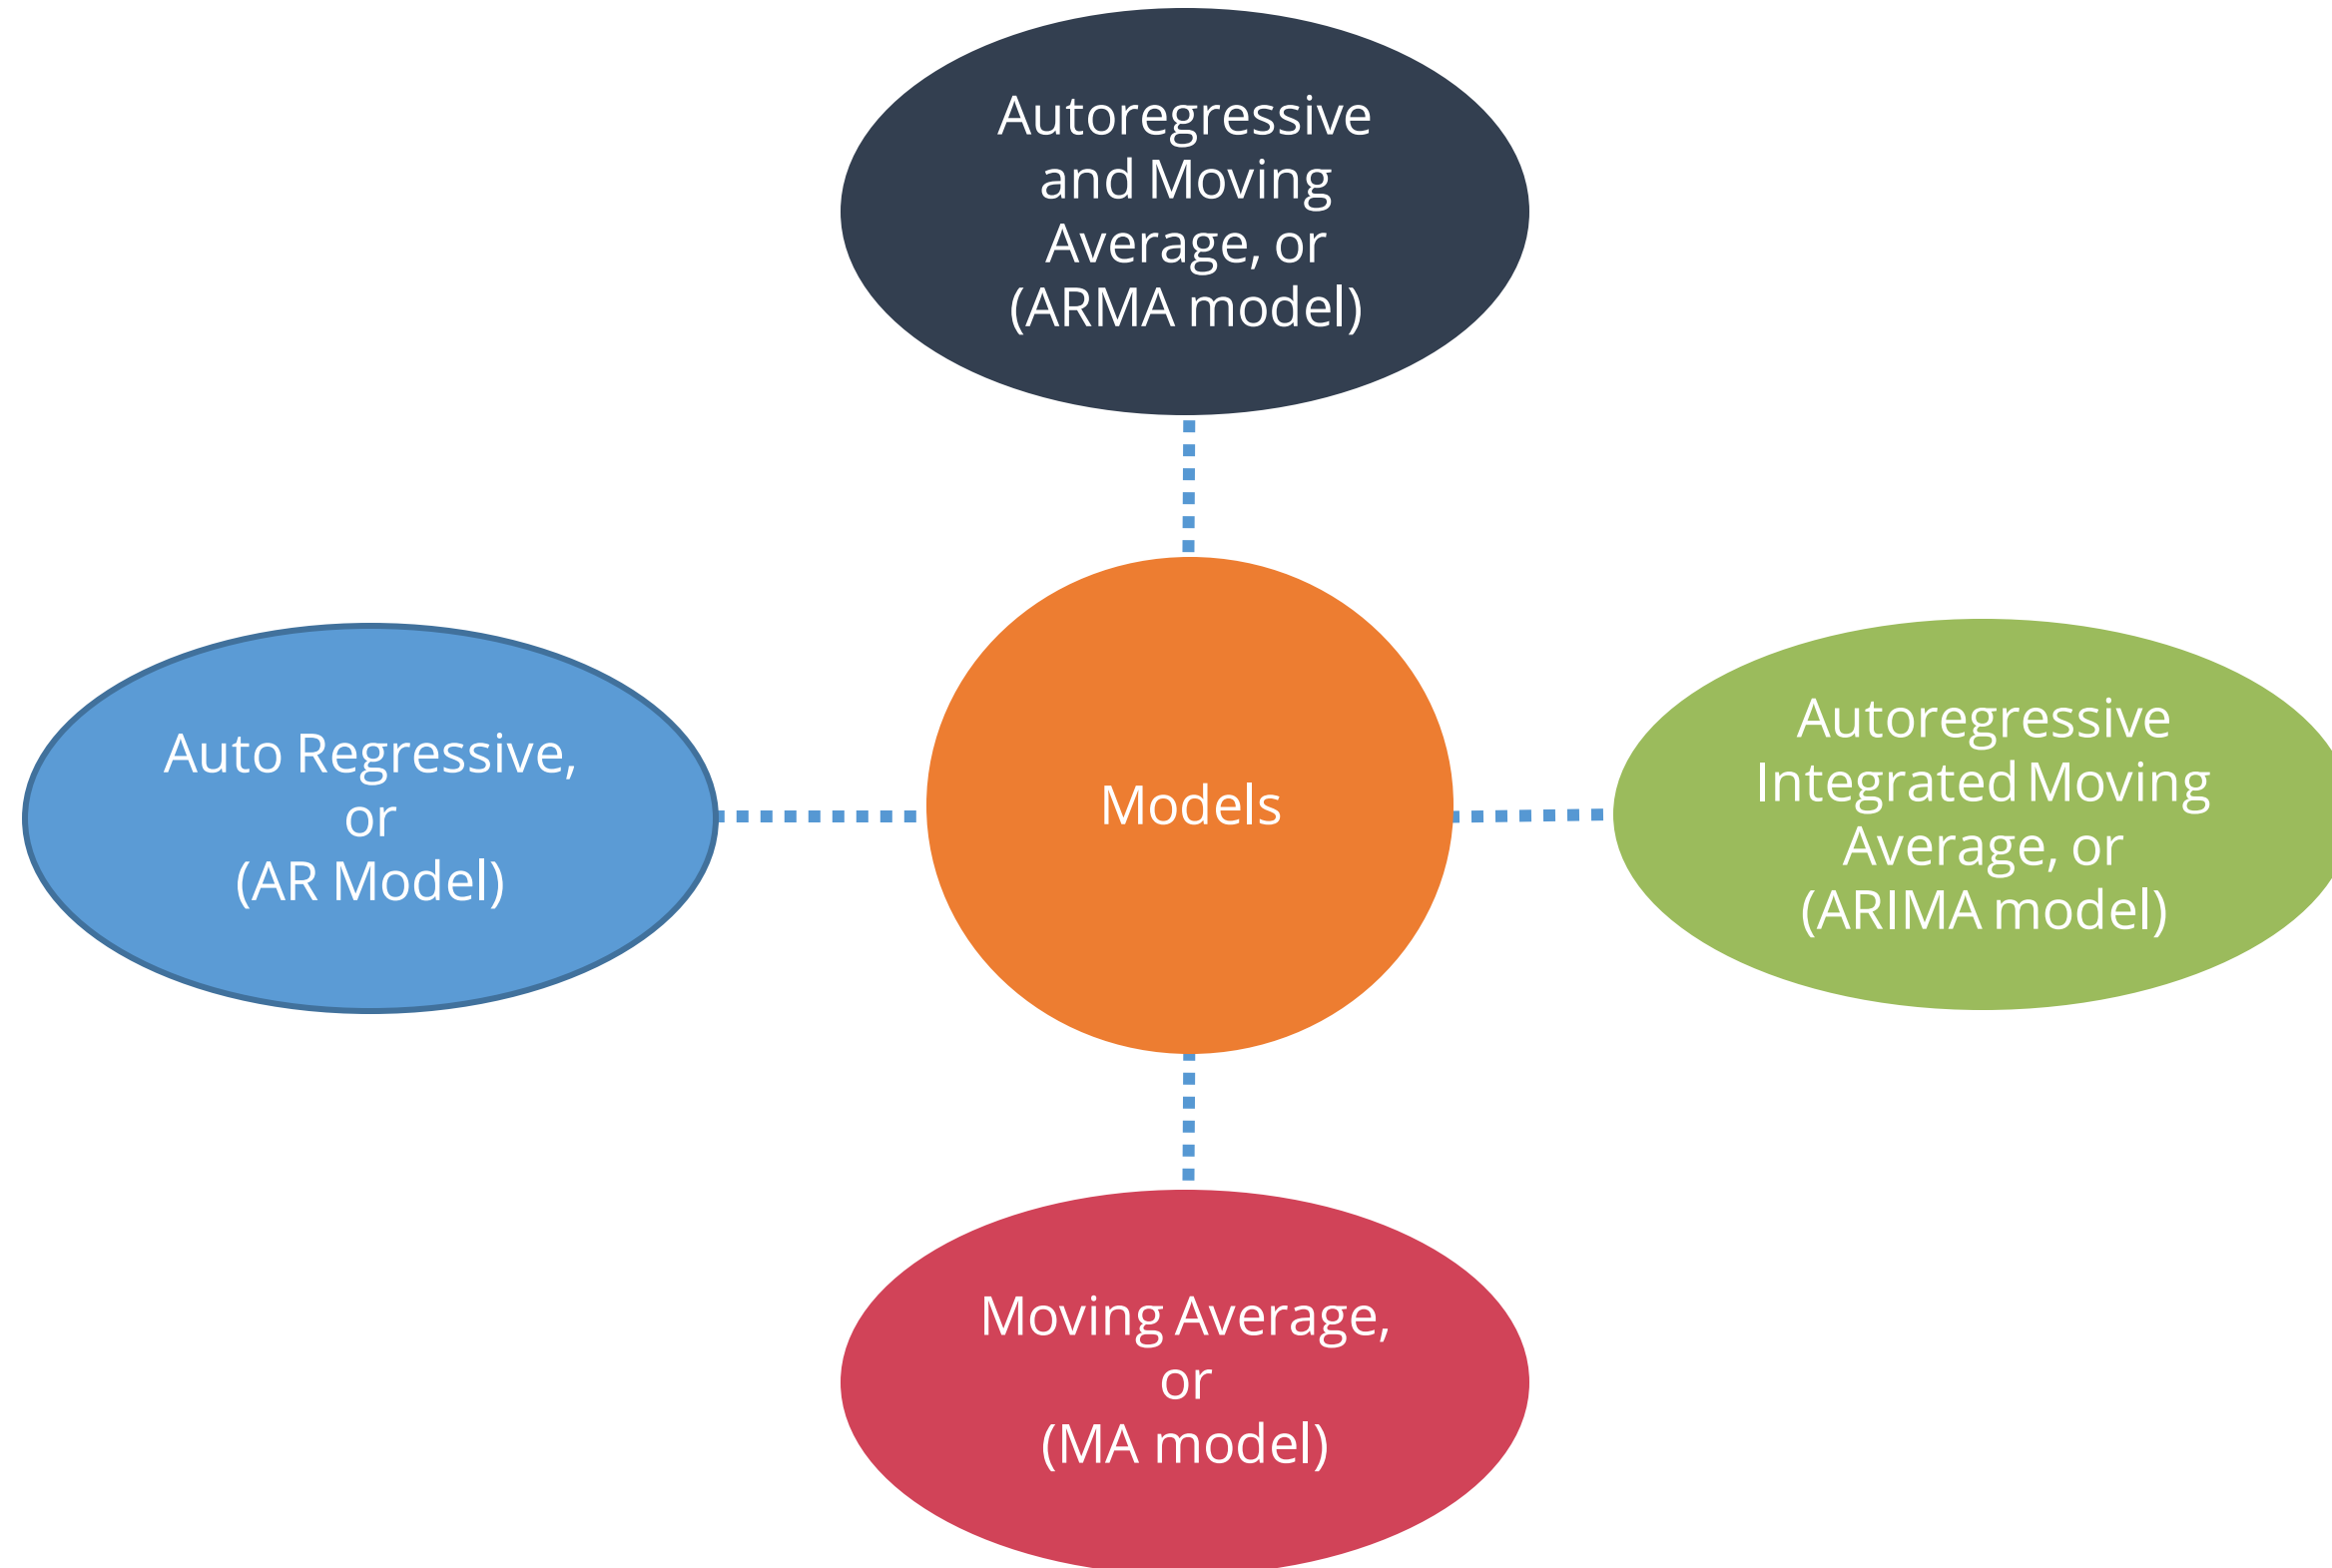 Autoregressive
and Moving
Average, or
(ARMA model)
Auto Regressive,
or
(AR Model)
Models
Autoregressive
Integrated Moving
Average, or
(ARIMA model)
Moving Average,
or
(MA model)